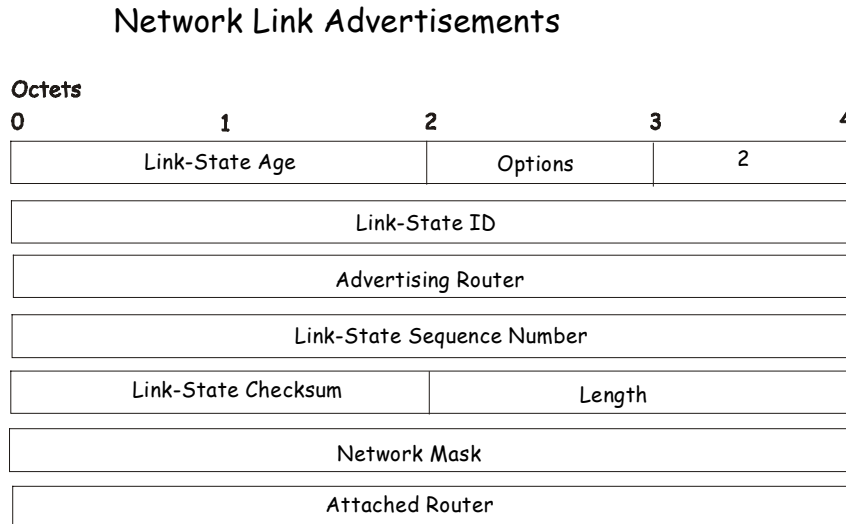 Network Link Advertisements
Octets
0 1 2 3 4
Link-State Age Options 2
Link-State ID
Advertising Router
Link-State Sequence Number
Link-State Checksum Length
Network Mask
Attached Router